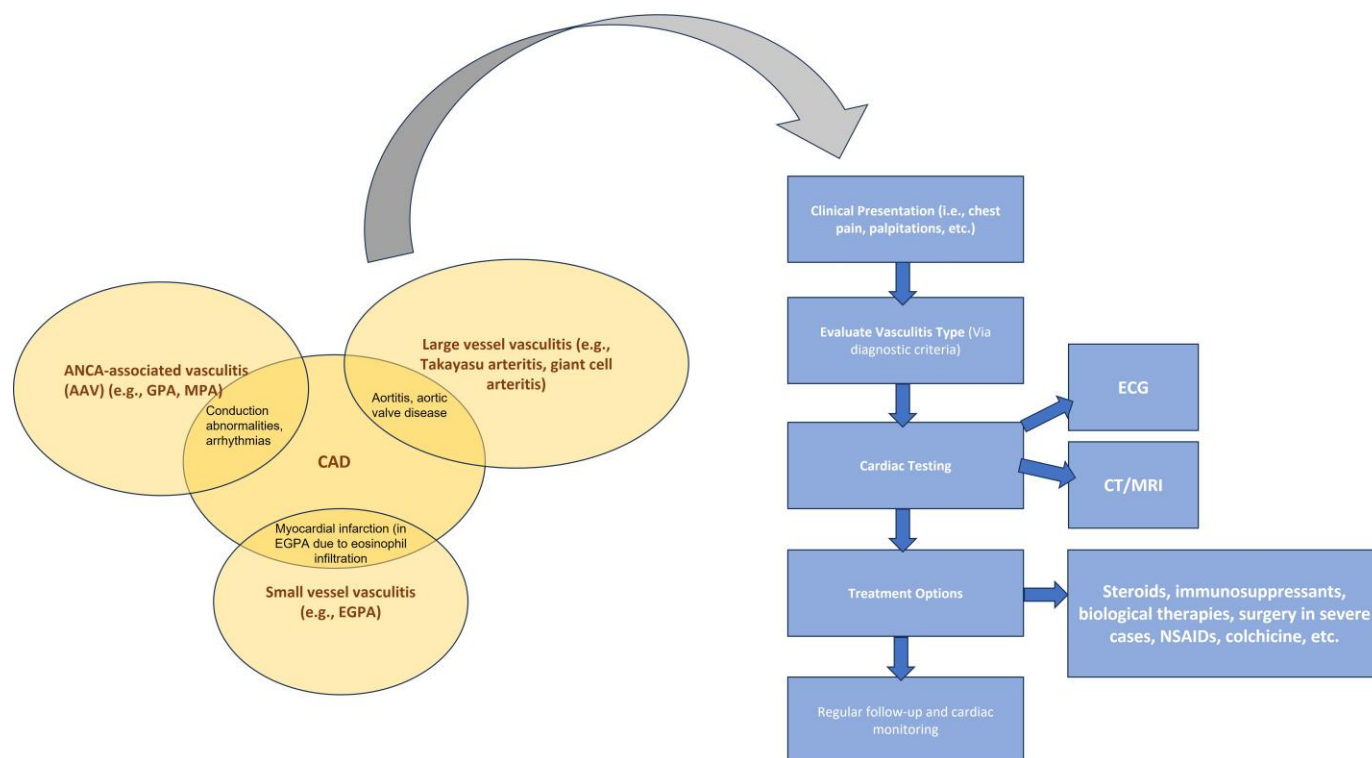 ANCA-associated vasculitis
(AAV) (e.g., GPA, MPA)
Conduction
abnormalities,
arrhythmias
Large vessel vasculitis (e.g.,
Takayasu arteritis, giant cell
arteritis)
Aortitis, aortic
valve disease
CAD
Myocardial infarction (in
EGPA due to eosinophil
infiltration
Small vessel vasculitis
(e.g., EGPA)
Clinical Presentation (i.e., chest
pain, palpitations, etc.)
Evaluate Vasculitis Type (Via
diagnostic criteria)
Cardiac Testing
ECG
CT/MRI
Treatment Options
Steroids, immunosuppressants,
biological therapies, surgery in severe
cases, NSAIDs, colchicine, etc.
Regular follow-up and cardiac
monitoring